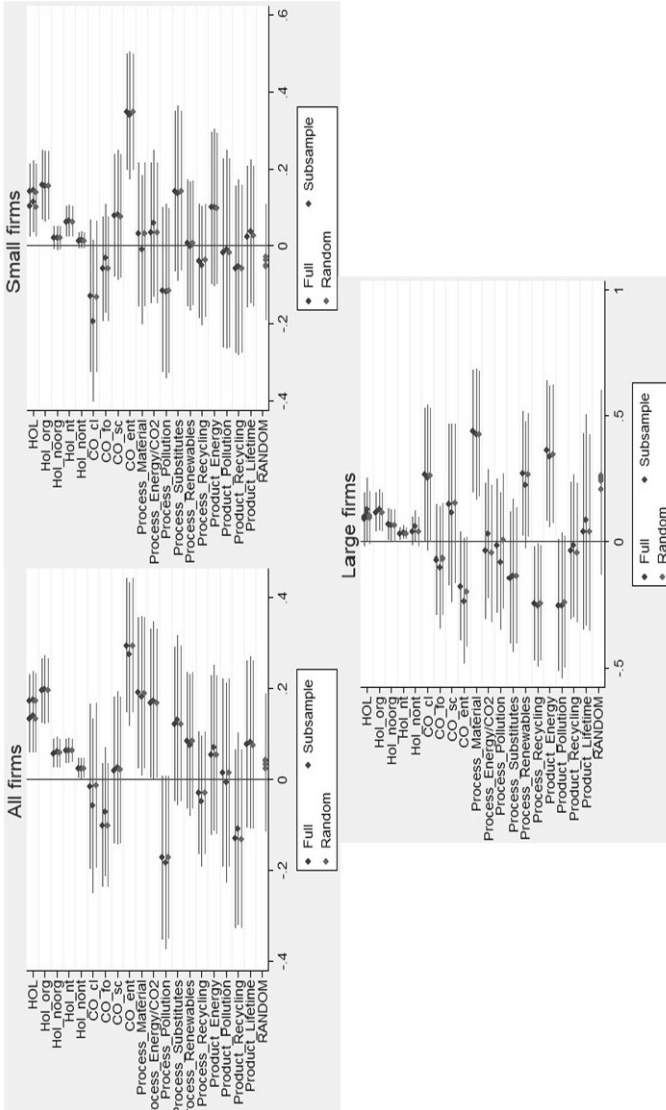 All firms
HOL
Hol_org
Hol_noorg
Hol_nt
Hol_nont
CO_cl
CO_fo
CO_sc
CO_ent
Process_Material
Process_Energy/CO2
Process_Pollution
Process_Substitutes
Process_Renewables
Process_Recycling
Product_Energy
Product_Pollution
Product_Recycling
Product_Lifetime
RANDOM
-.4 -.2 0 .2 .4
Full Subsample
Random
Small firms
HOL
Hol_org
Hol_noorg
Hol_nt
Hol_nont
CO_cl
CO_fo
CO_sc
CO_ent
Process_Material
Process_Energy/CO2
Process_Pollution
Process_Substitutes
Process_Renewables
Process_Recycling
Product_Energy
Product_Pollution
Product_Recycling
Product_Lifetime
RANDOM
-.4 -.2 0 .2 .4 .6
Full Subsample
Random
Large firms
HOL
Hol_org
Hol_noorg
Hol_nt
Hol_nont
CO_cl
CO_fo
CO_sc
CO_ent
Process_Material
Process_Energy/CO2
Process_Pollution
Process_Substitutes
Process_Renewables
Process_Recycling
Product_Energy
Product_Pollution
Product_Recycling
Product_Lifetime
RANDOM
-.5 0 .5 1
Full Subsample
Random